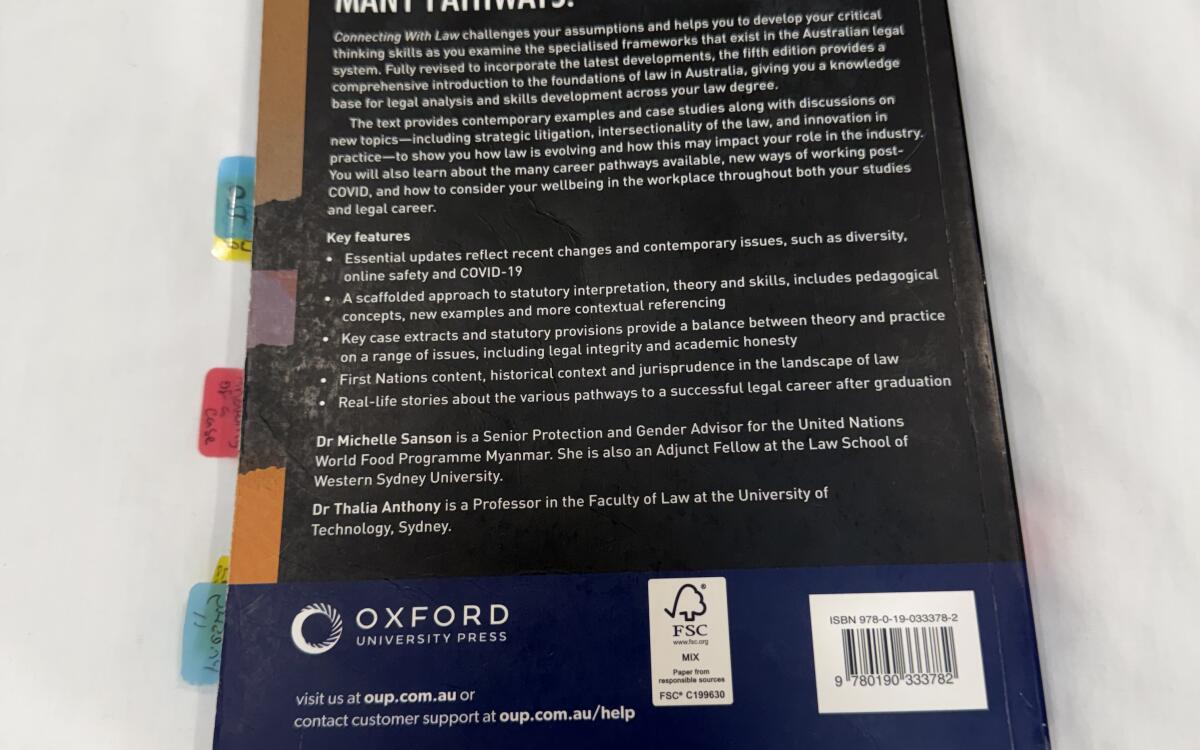 MANY PATHWAYS.
Connecting With Law challenges your assumptions and helps you to develop your critical
thinking skills as you examine the specialised frameworks that exist in the Australian legal
system. Fully revised to incorporate the latest developments, the fifth edition provides a
comprehensive introduction to the foundations of law in Australia, giving you a knowledge
base for legal analysis and skills development across your law degree.
The text provides contemporary examples and case studies along with discussions on
new topics—including strategic litigation, intersectionality of the law, and innovation in
practice—to show you how law is evolving and how this may impact your role in the industry.
You will also learn about the many career pathways available, new ways of working post-
COVID, and how to consider your wellbeing in the workplace throughout both your studies
and legal career.
Key features
• Essential updates reflect recent changes and contemporary issues, such as diversity,
online safety and COVID-19
• A scaffolded approach to statutory interpretation, theory and skills, includes pedagogical
concepts, new examples and more contextual referencing
• Key case extracts and statutory provisions provide a balance between theory and practice
on a range of issues, including legal integrity and academic honesty
• First Nations content, historical context and jurisprudence in the landscape of law
• Real-life stories about the various pathways to a successful legal career after graduation
Dr Michelle Sanson is a Senior Protection and Gender Advisor for the United Nations
World Food Programme Myanmar. She is also an Adjunct Fellow at the Law School of
Western Sydney University.
Dr Thalia Anthony is a Professor in the Faculty of Law at the University of
Technology, Sydney.
OXFORD
UNIVERSITY PRESS
visit us at oup.com.au or
contact customer support at oup.com.au/help
FSC
®
www.fsc.org
MIX
Paper from
responsible sources
FSC® C199630
ISBN 978-0-19-033378-2
9 780190 333782
of a
Case